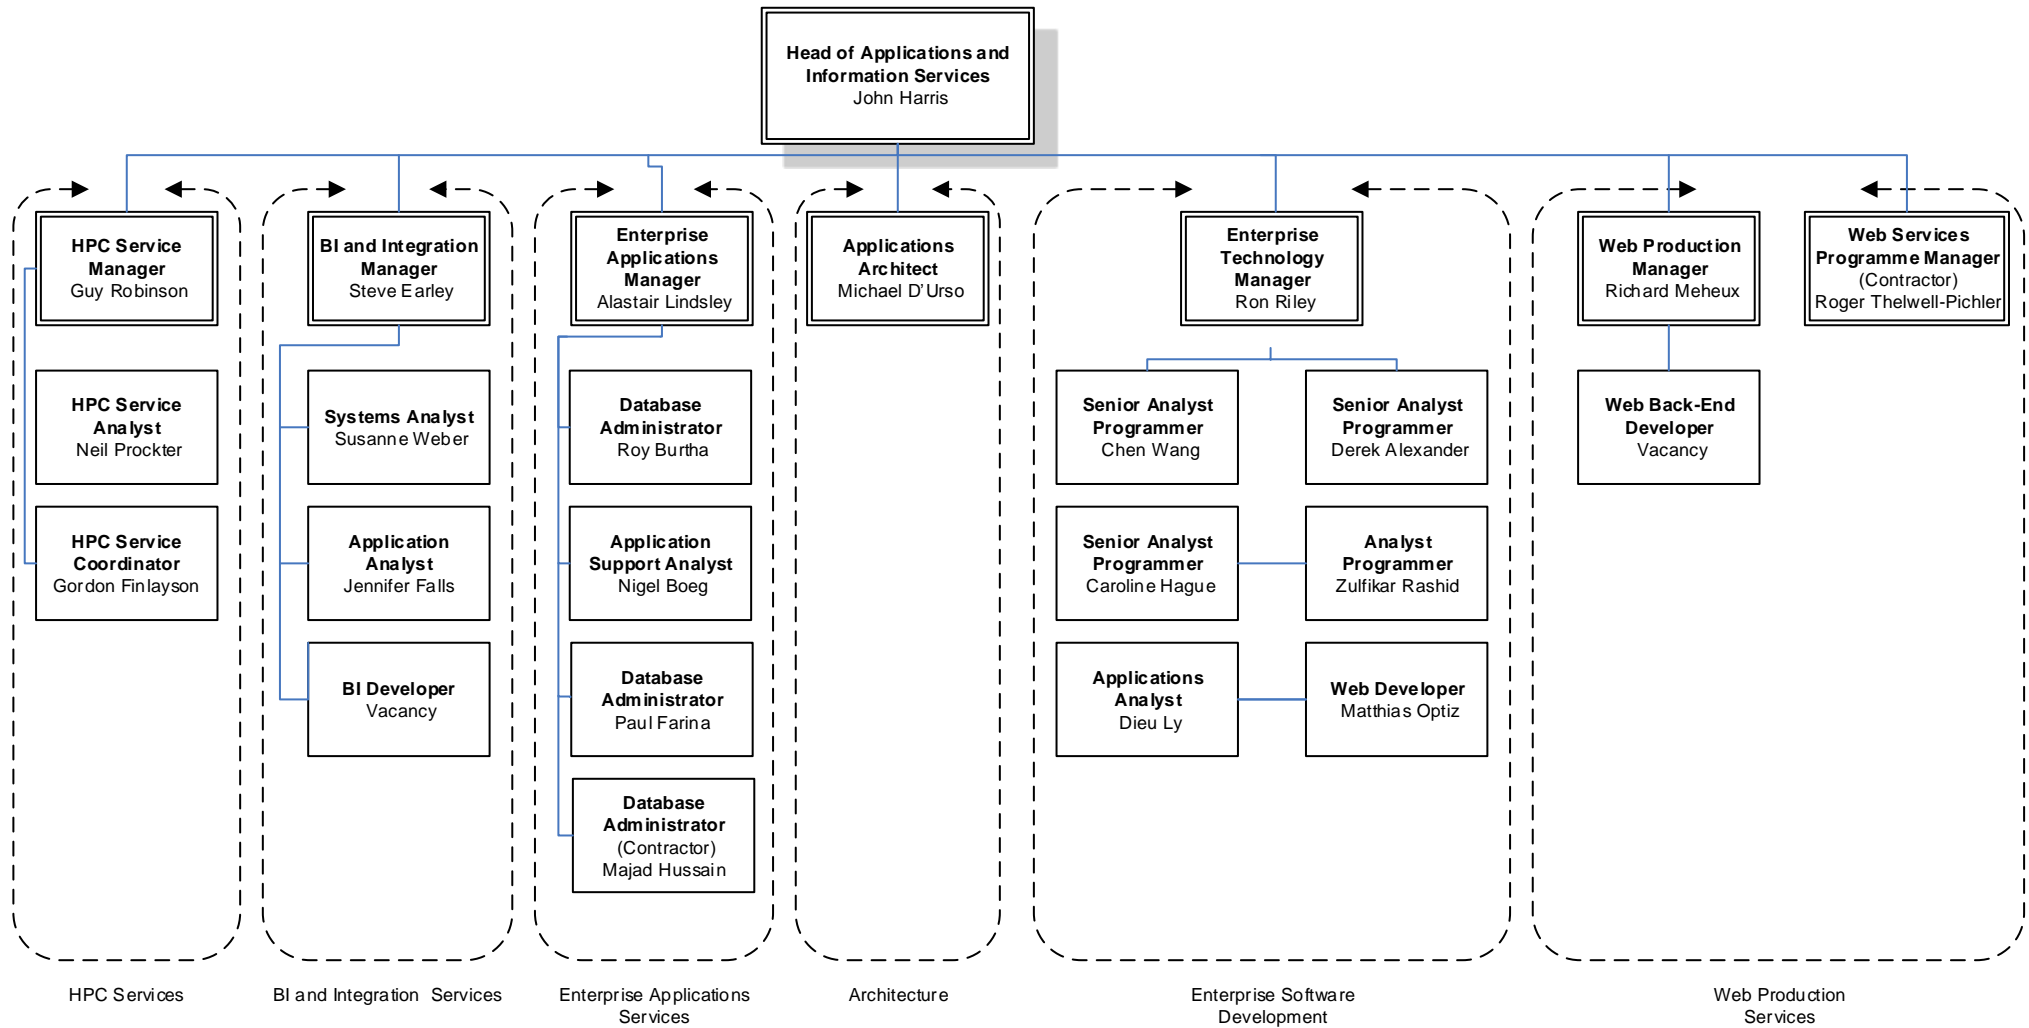 Head of Applications and
Information Services
John Harris
HPC Service
Manager
Guy Robinson
BI and Integration
Manager
Steve Earley
Enterprise
Applications
Manager
Alastair Lindsley
Applications
Architect
Michael D'Urso
Enterprise
Technology
Manager
Ron Riley
Web Production
Manager
Richard Meheux
Web Services
Programme Manager
(Contractor)
Roger Thelwell-Pichler
HPC Service
Analyst
Neil Prockter
Systems Analyst
Susanne Weber
Database
Administrator
Roy Burtha
Senior Analyst
Programmer
Chen Wang
Senior Analyst
Programmer
Derek Alexander
Web Back-End
Developer
Vacancy
HPC Service
Coordinator
Gordon Finlayson
Application
Analyst
Jennifer Falls
Application
Support Analyst
Nigel Boeg
Senior Analyst
Programmer
Caroline Hague
Analyst
Programmer
Zulfikar Rashid
BI Developer
Vacancy
Database
Administrator
Paul Farina
Applications
Analyst
Dieu Ly
Web Developer
Matthias Optiz
Database
Administrator
(Contractor)
Majad Hussain
HPC Services
BI and Integration Services
Enterprise Applications
Services
Architecture
Enterprise Software
Development
Web Production
Services